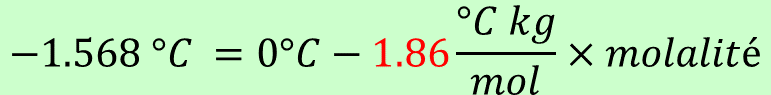 −1.568 °C = 0°C − 1.86 °C kg/mol × molalité